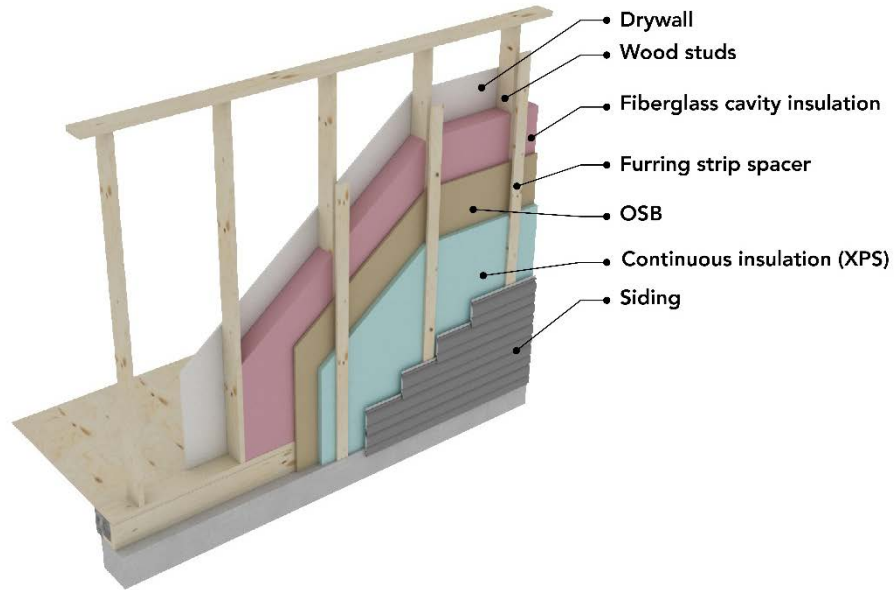 Drywall
Wood studs
Fiberglass cavity insulation
Furring strip spacer
OSB
Continuous insulation (XPS)
Siding